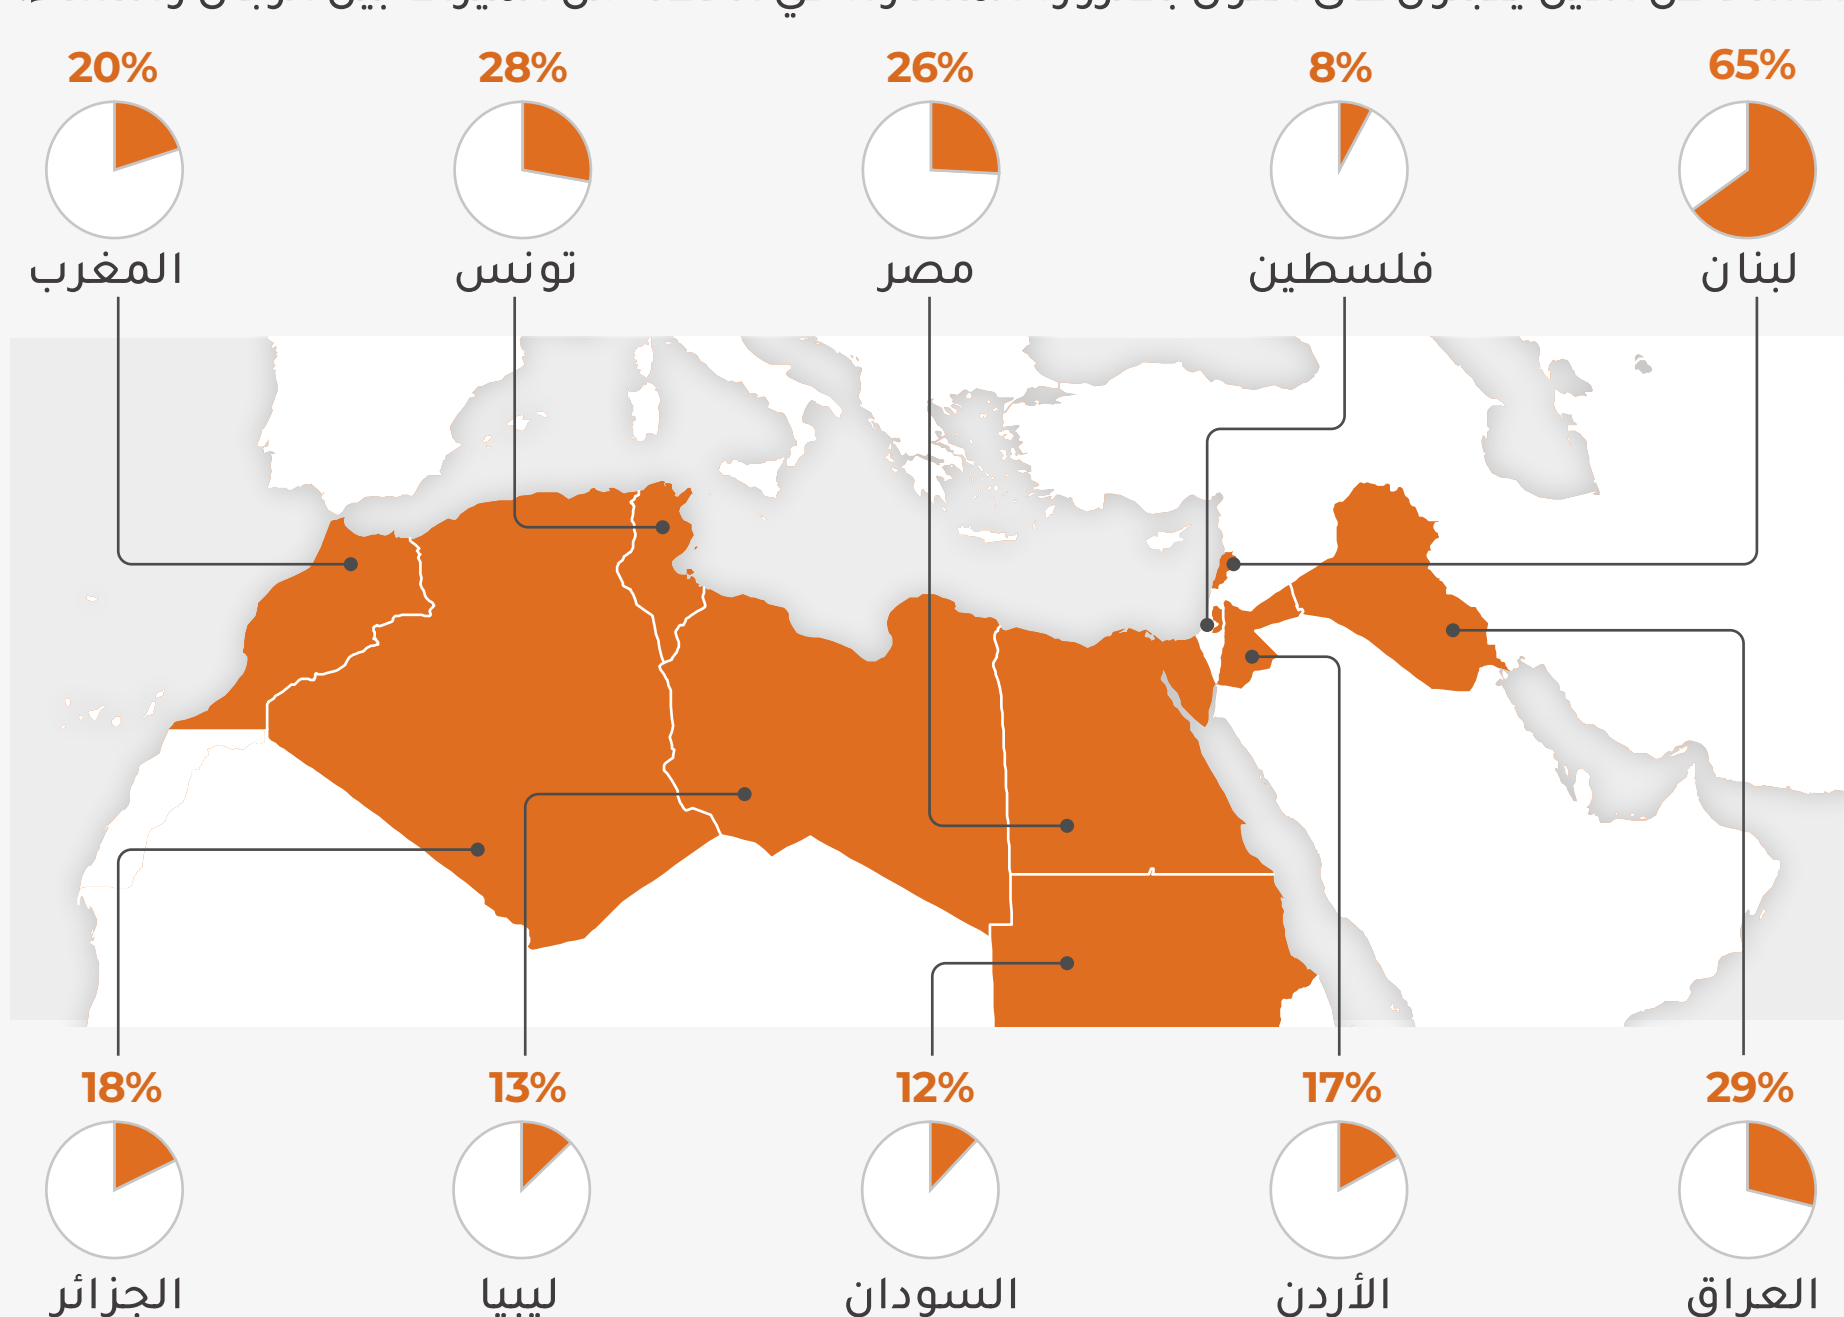 65% 8% 26% 28% 20%
لبنان فلسطين مصر تونس المغرب
29% 17% 12% 13% 18%
العراق الأردن السودان ليبيا الجزائر